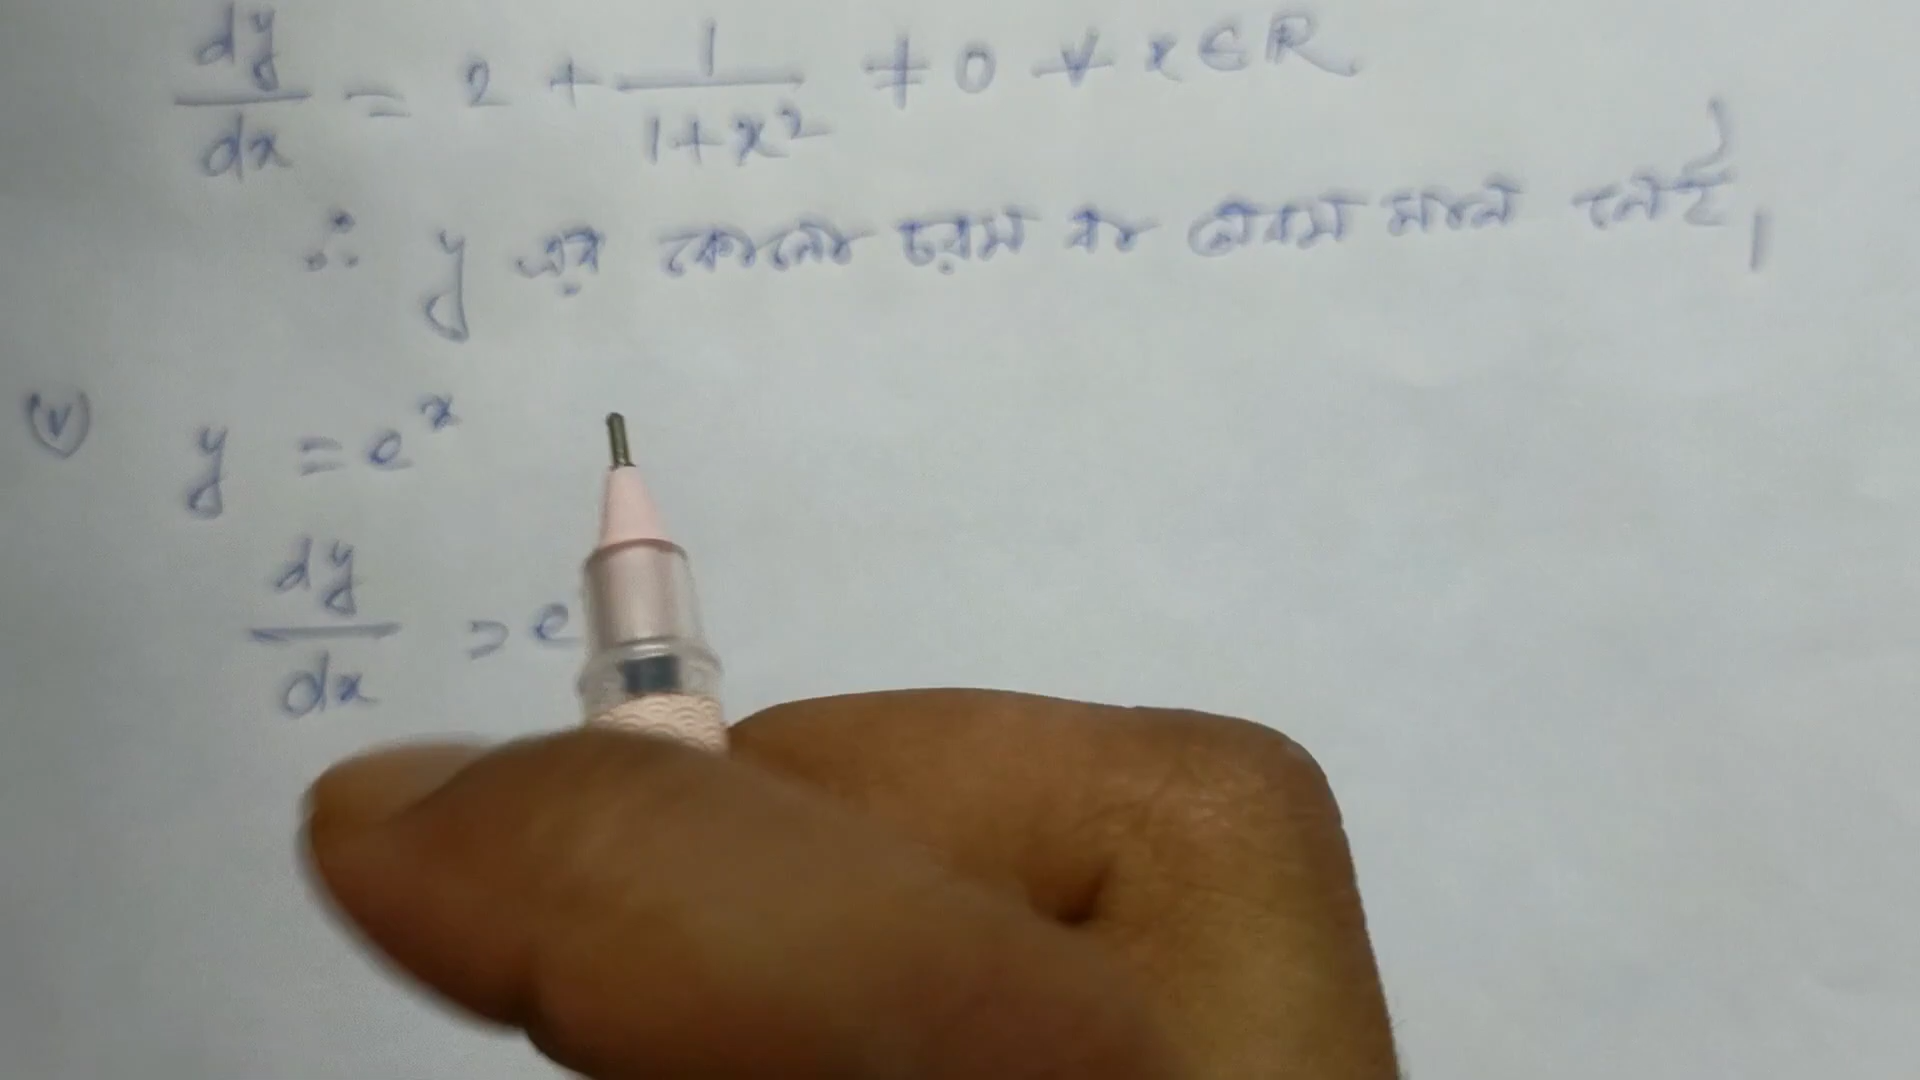 dy/dx = 2 + 1/(1+x²) ≠ 0 ∀ x ∈ ℝ
∴ y এর কোনো চরম বা অবম মান নেই,
(v) y = e^x
dy/dx = e